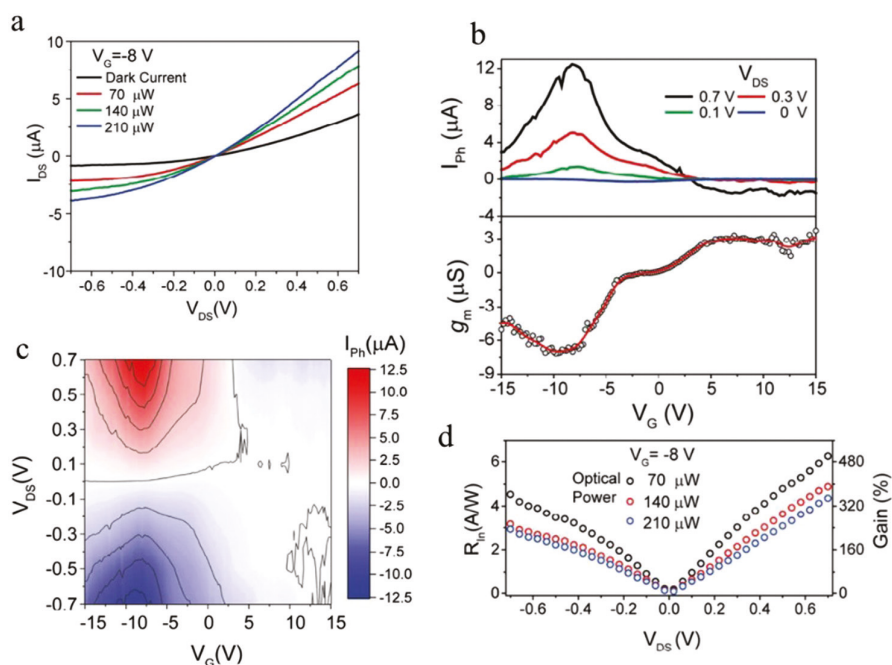 a
V_G=-8 V
Dark Current
70 μW
140 μW
210 μW
10
5
0
-5
-10
I_DS (μA)
-0.6 -0.4 -0.2 0.0 0.2 0.4 0.6
V_DS(V)
b
12
8
4
0
-4
I_Ph (μA)
V_DS
0.7 V 0.3 V
0.1 V 0 V
3
0
-3
-6
-9
g_m (μS)
-15 -10 -5 0 5 10 15
V_G (V)
c
0.7
0.5
0.3
0.1
-0.1
-0.3
-0.5
-0.7
V_DS(V)
-15 -10 -5 0 5 10 15
V_G(V)
I_Ph(μA)
12.5
10.0
7.5
5.0
2.5
0.0
-2.5
-5.0
-7.5
-10.0
-12.5
d
V_G= -8 V
Optical
Power
70 μW
140 μW
210 μW
6
4
2
0
R_In(A/W)
480
360
260
160
0
Gain (%)
-0.6 -0.4 -0.2 0.0 0.2 0.4 0.6
V_DS(V)